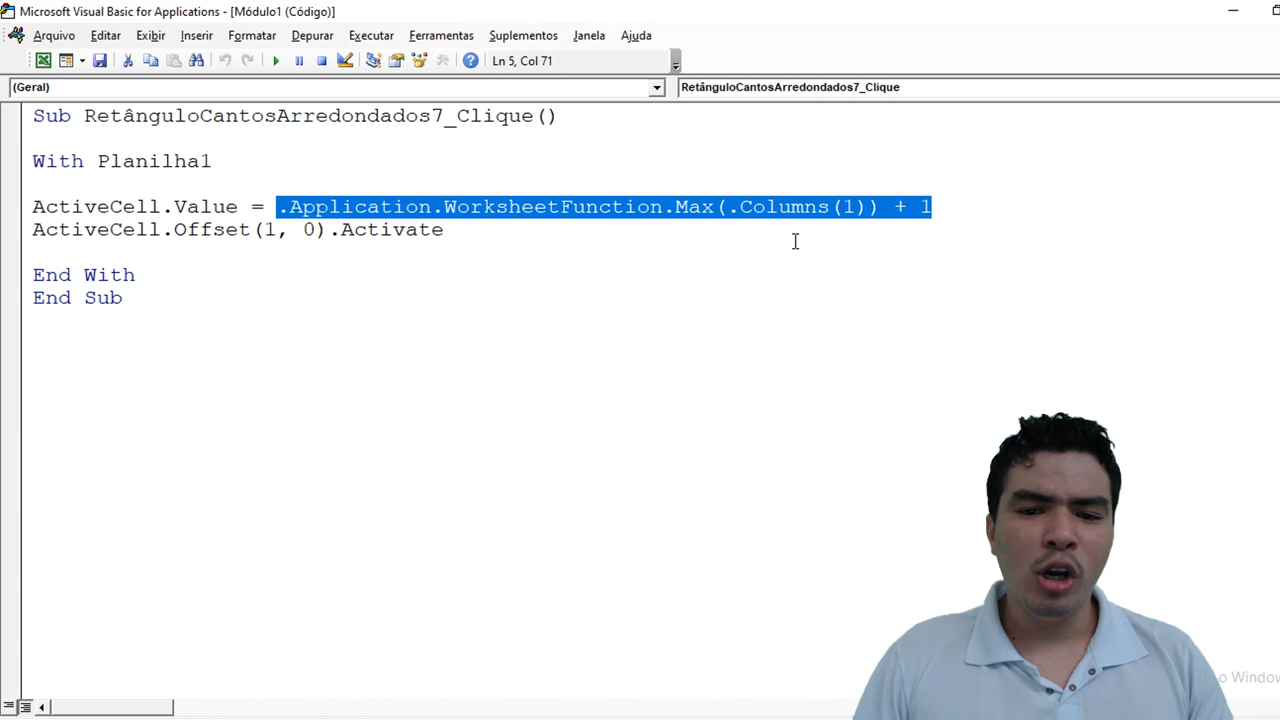 Microsoft Visual Basic for Applications - [Módulo1 (Código)]
Arquivo Editar Exibir Inserir Formatar Depurar Executar Ferramentas Suplementos Janela Ajuda
Ln 5, Col 71
(Geral) RetânguloCantosArredondados7_Clique
Sub RetânguloCantosArredondados7_Clique()
With Planilha1
ActiveCell.Value = .Application.WorksheetFunction.Max(.Columns(1)) + 1
ActiveCell.Offset(1, 0).Activate
End With
End Sub
o Window